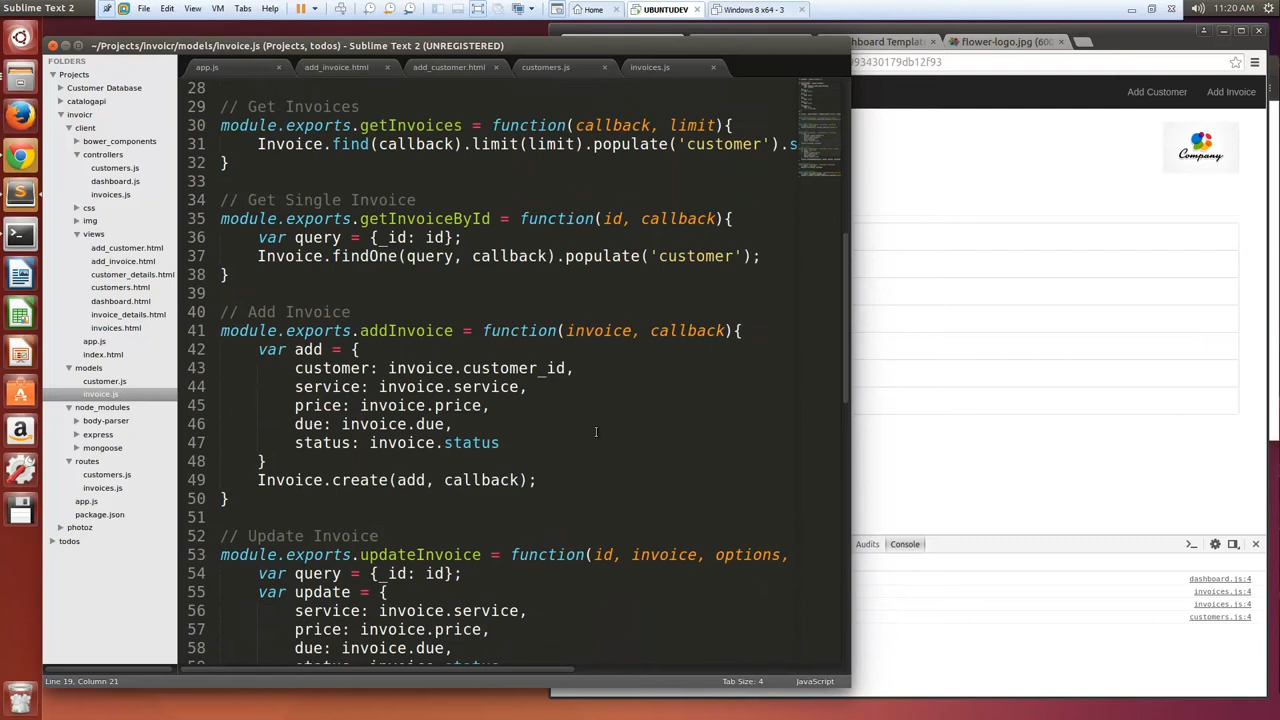 Sublime Text 2
File
Edit
View
VM
Tabs
Help
Home
UBUNTUDEV
Windows 8 x64 - 3
11:20 AM
~/Projects/invoicr/models/invoice.js (Projects, todos) - Sublime Text 2 (UNREGISTERED)
hboard Template
flower-logo.jpg (600
993430179db12f93
FOLDERS
Projects
Customer Database
catalogapi
invoicr
client
bower_components
controllers
customers.js
dashboard.js
invoices.js
css
img
views
add_customer.html
add_invoice.html
customer_details.html
customers.html
dashboard.html
invoice_details.html
invoices.html
app.js
index.html
models
customer.js
invoice.js
node_modules
body-parser
express
mongoose
routes
customers.js
invoices.js
app.js
package.json
photoz
todos
app.js
add_invoice.html
add_customer.html
customers.js
invoices.js
28
29 // Get Invoices
30 module.exports.getInvoices = function(callback, limit){
31 Invoice.find(callback).limit(limit).populate('customer').s
32 }
33
34 // Get Single Invoice
35 module.exports.getInvoiceById = function(id, callback){
36 var query = {_id: id};
37 Invoice.findOne(query, callback).populate('customer');
38 }
39
40 // Add Invoice
41 module.exports.addInvoice = function(invoice, callback){
42 var add = {
43 customer: invoice.customer_id,
44 service: invoice.service,
45 price: invoice.price,
46 due: invoice.due,
47 status: invoice.status
48 }
49 Invoice.create(add, callback);
50 }
51
52 // Update Invoice
53 module.exports.updateInvoice = function(id, invoice, options,
54 var query = {_id: id};
55 var update = {
56 service: invoice.service,
57 price: invoice.price,
58 due: invoice.due,
Line 19, Column 21
Tab Size: 4
JavaScript
Add Customer
Add Invoice
Company
Audits
Console
dashboard.js:4
invoices.js:4
invoices.js:4
customers.js:4